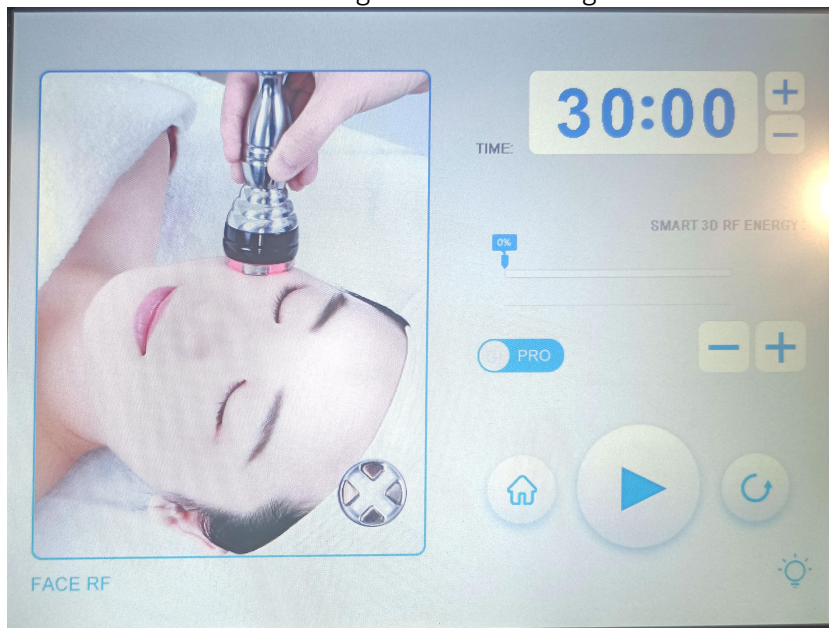 30:00
TIME:
SMART 3D RF ENERGY :
0%
PRO
FACE RF